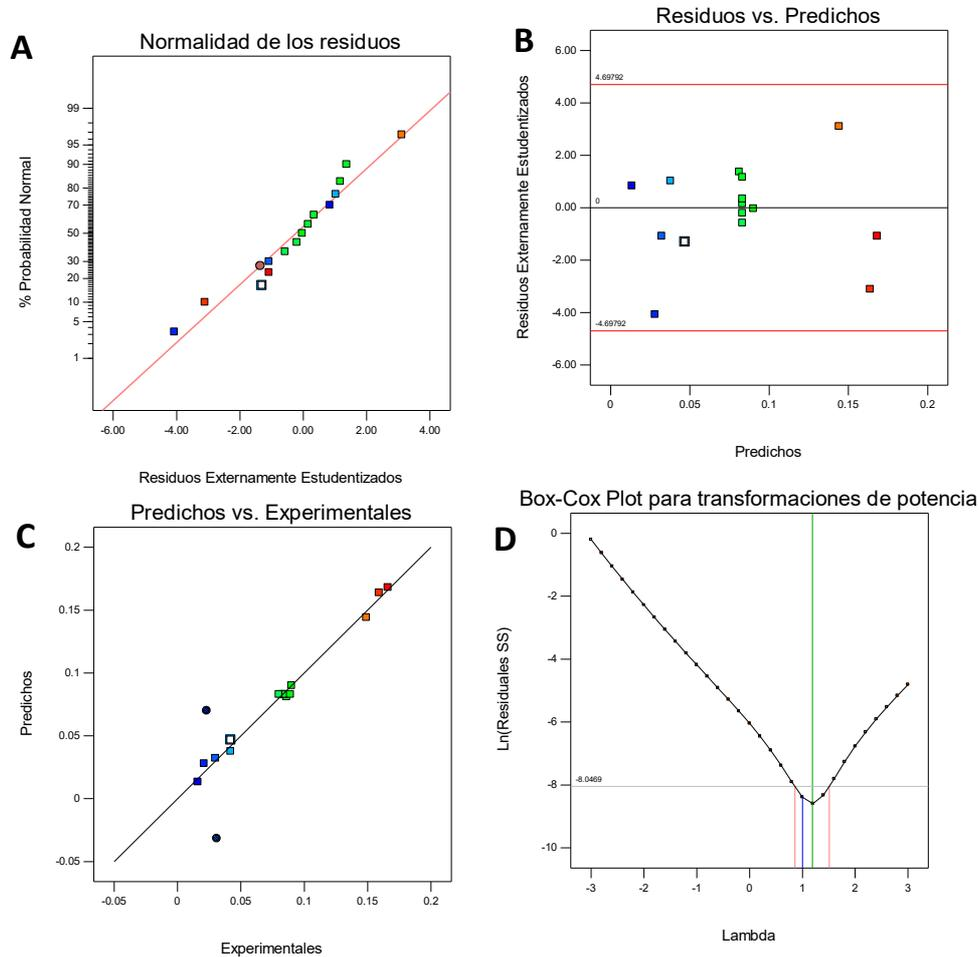 A
Normalidad de los residuos
% Probabilidad Normal
99
95
90
80
70
50
30
20
10
5
1
-6.00 -4.00 -2.00 0.00 2.00 4.00
Residuos Externamente Estudentizados
B
Residuos vs. Predichos
Residuos Externamente Estudentizados
6.00
4.69792
4.00
2.00
0
0.00
-2.00
-4.00
-4.69792
-6.00
0 0.05 0.1 0.15 0.2
Predichos
C
Predichos vs. Experimentales
Predichos
0.2
0.15
0.1
0.05
0
-0.05
-0.05 0 0.05 0.1 0.15 0.2
Experimentales
D
Box-Cox Plot para transformaciones de potencia
Ln(Residuales SS)
0
-2
-4
-6
-8.0469
-8
-10
-3 -2 -1 0 1 2 3
Lambda